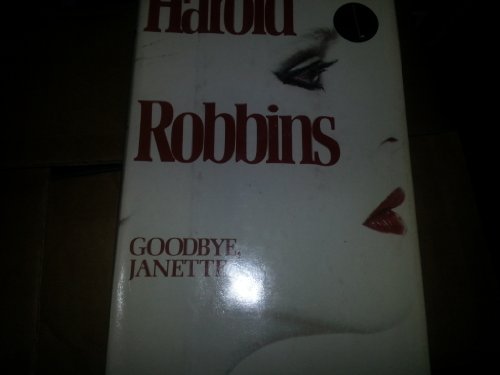 Harold
Robbins
GOODBYE,
JANETTE